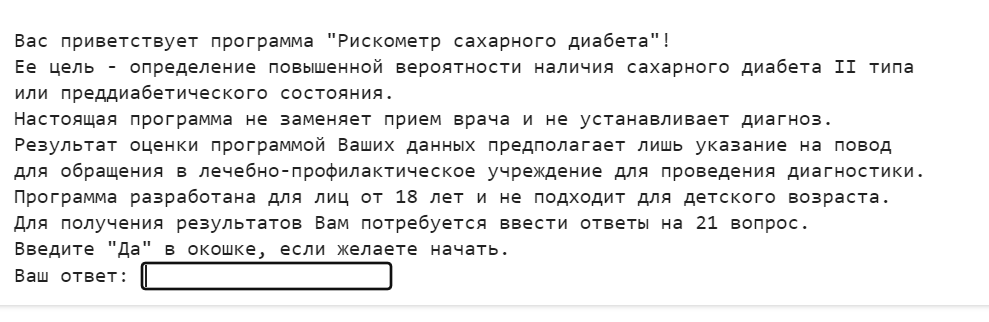 Вас приветствует программа "Рискометр сахарного диабета"!
Ее цель - определение повышенной вероятности наличия сахарного диабета II типа
или преддиабетического состояния.
Настоящая программа не заменяет прием врача и не устанавливает диагноз.
Результат оценки программой Ваших данных предполагает лишь указание на повод
для обращения в лечебно-профилактическое учреждение для проведения диагностики.
Программа разработана для лиц от 18 лет и не подходит для детского возраста.
Для получения результатов Вам потребуется ввести ответы на 21 вопрос.
Введите "Да" в окошке, если желаете начать.
Ваш ответ: